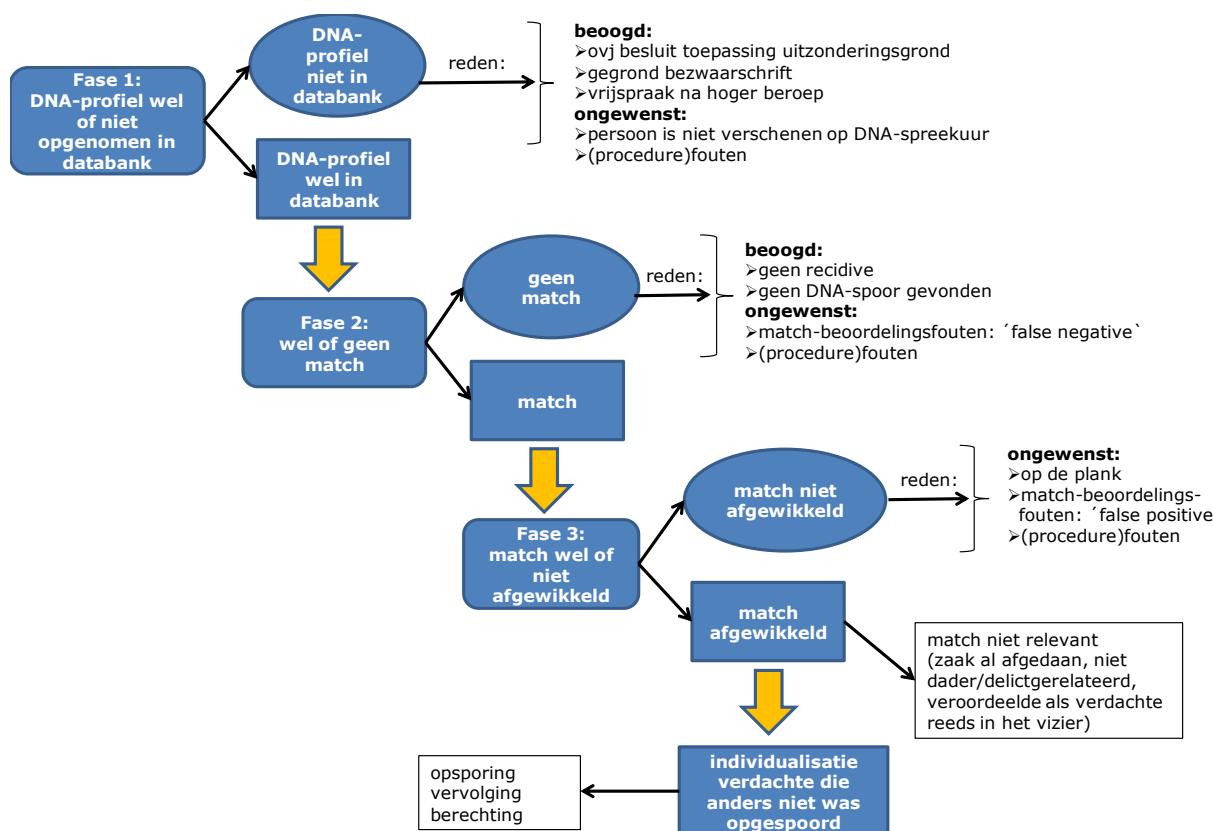 Fase 1:
DNA-profiel wel
of niet
opgenomen in
databank
DNA-
profiel
niet in
databank
reden:
beoogd:
➢ovj besluit toepassing uitzonderingsgrond
➢gegrond bezwaarschrift
➢vrijspraak na hoger beroep
ongewenst:
➢persoon is niet verschenen op DNA-spreekuur
➢(procedure)fouten
DNA-profiel
wel in
databank
Fase 2:
wel of geen
match
geen
match
reden:
beoogd:
➢geen recidive
➢geen DNA-spoor gevonden
ongewenst:
➢match-beoordelingsfouten: ´false negative`
➢(procedure)fouten
match
Fase 3:
match wel of
niet
afgewikkeld
match niet
afgewikkeld
reden:
ongewenst:
➢op de plank
➢match-beoordelings-
fouten: ´false positive
➢(procedure)fouten
match
afgewikkeld
match niet relevant
(zaak al afgedaan, niet
dader/delictgerelateerd,
veroordeelde als verdachte
reeds in het vizier)
individualisatie
verdachte die
anders niet was
opgespoord
opsporing
vervolging
berechting